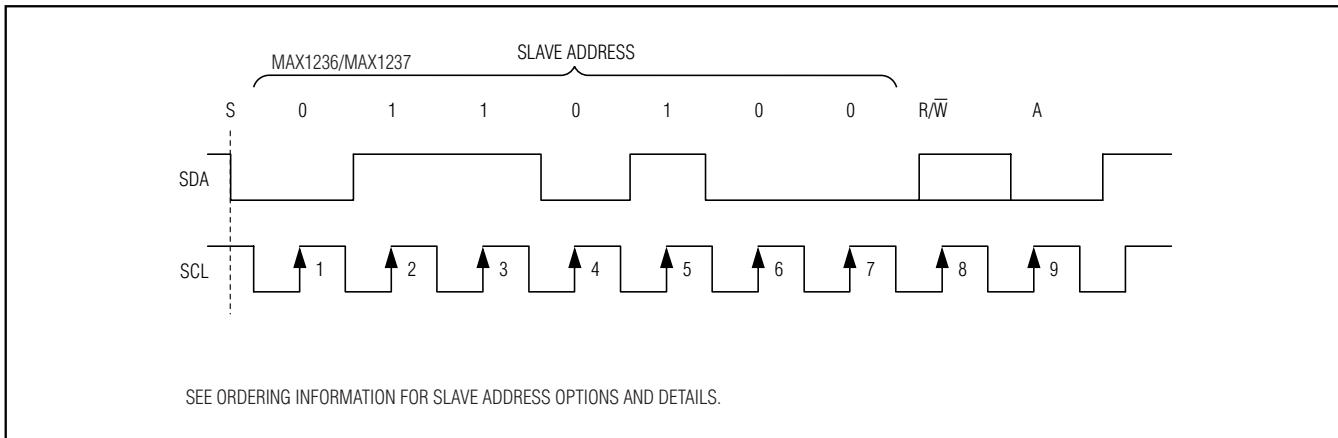 SLAVE ADDRESS
MAX1236/MAX1237
S 0 1 1 0 1 0 0 R/W̅ A
SDA
SCL 1 2 3 4 5 6 7 8 9
SEE ORDERING INFORMATION FOR SLAVE ADDRESS OPTIONS AND DETAILS.